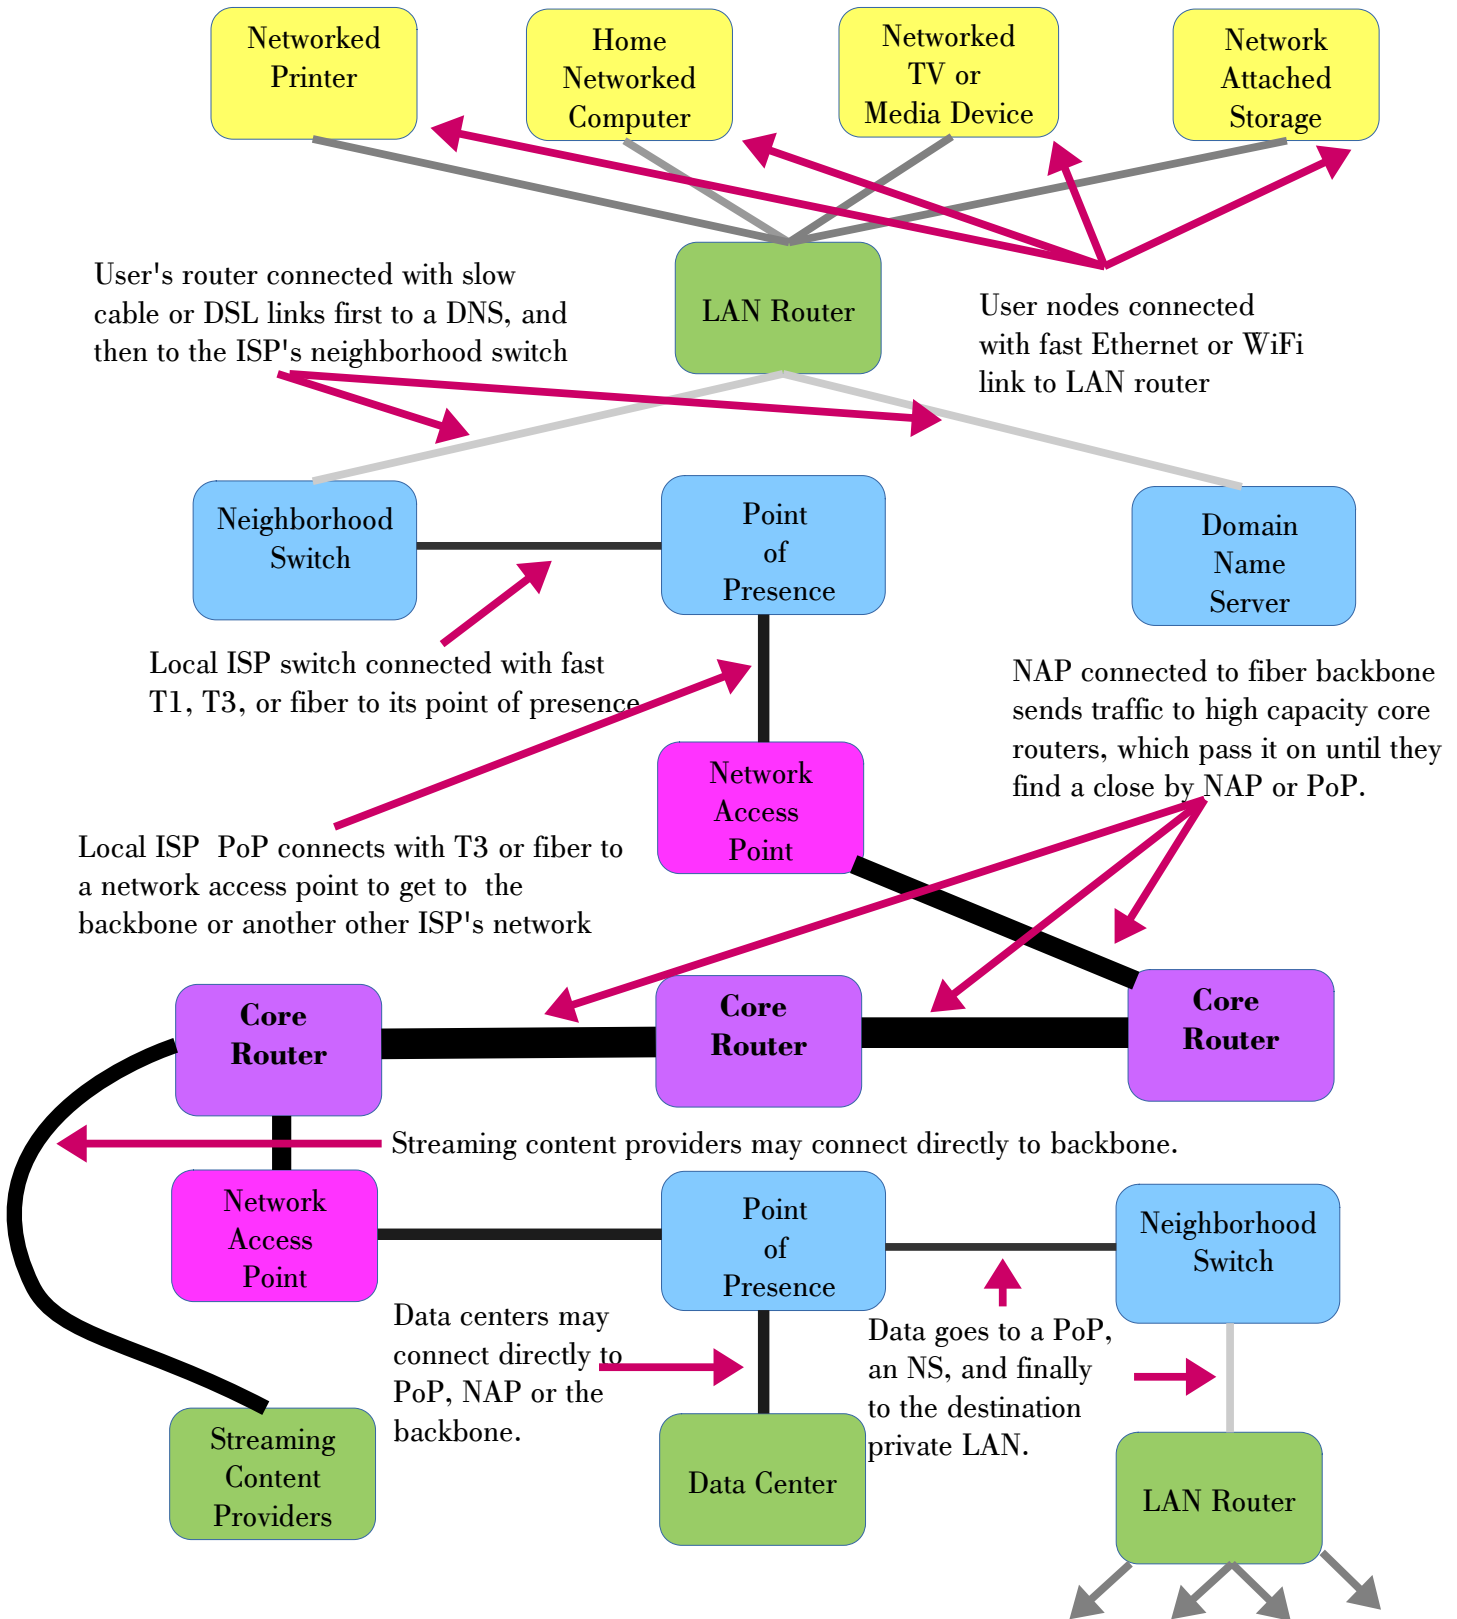 Networked
Printer
Home
Networked
Computer
Networked
TV or
Media Device
Network
Attached
Storage
User's router connected with slow
cable or DSL links first to a DNS, and
then to the ISP's neighborhood switch
LAN Router
User nodes connected
with fast Ethernet or WiFi
link to LAN router
Neighborhood
Switch
Point
of
Presence
Domain
Name
Server
Local ISP switch connected with fast
T1, T3, or fiber to its point of presence
NAP connected to fiber backbone
sends traffic to high capacity core
routers, which pass it on until they
find a close by NAP or PoP.
Network
Access
Point
Local ISP PoP connects with T3 or fiber to
a network access point to get to the
backbone or another other ISP's network
Core
Router
Core
Router
Core
Router
Streaming content providers may connect directly to backbone.
Network
Access
Point
Point
of
Presence
Neighborhood
Switch
Data centers may
connect directly to
PoP, NAP or the
backbone.
Data goes to a PoP,
an NS, and finally
to the destination
private LAN.
Streaming
Content
Providers
Data Center
LAN Router